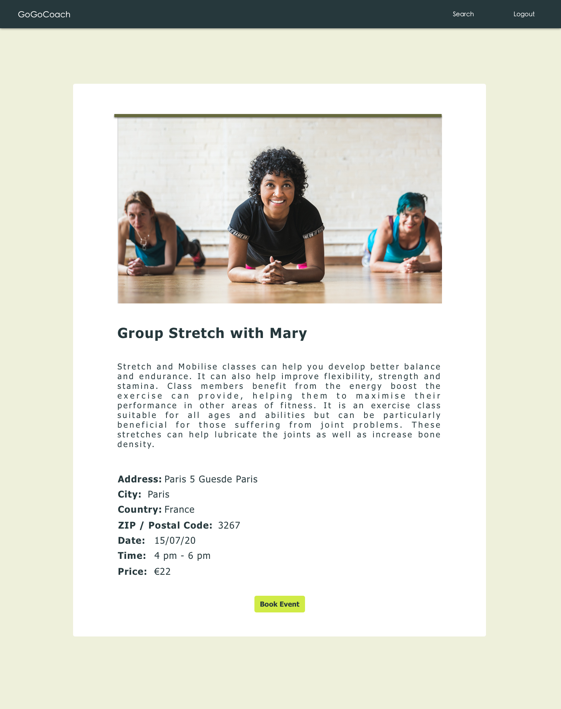 GoGoCoach
Search
Logout
Group Stretch with Mary
Stretch and Mobilise classes can help you develop better balance
and endurance. It can also help improve flexibility, strength and
stamina. Class members benefit from the energy boost the
exercise can provide, helping them to maximise their
performance in other areas of fitness. It is an exercise class
suitable for all ages and abilities but can be particularly
beneficial for those suffering from joint problems. These
stretches can help lubricate the joints as well as increase bone
density.
Address: Paris 5 Guesde Paris
City: Paris
Country: France
ZIP / Postal Code: 3267
Date: 15/07/20
Time: 4 pm - 6 pm
Price: €22
Book Event